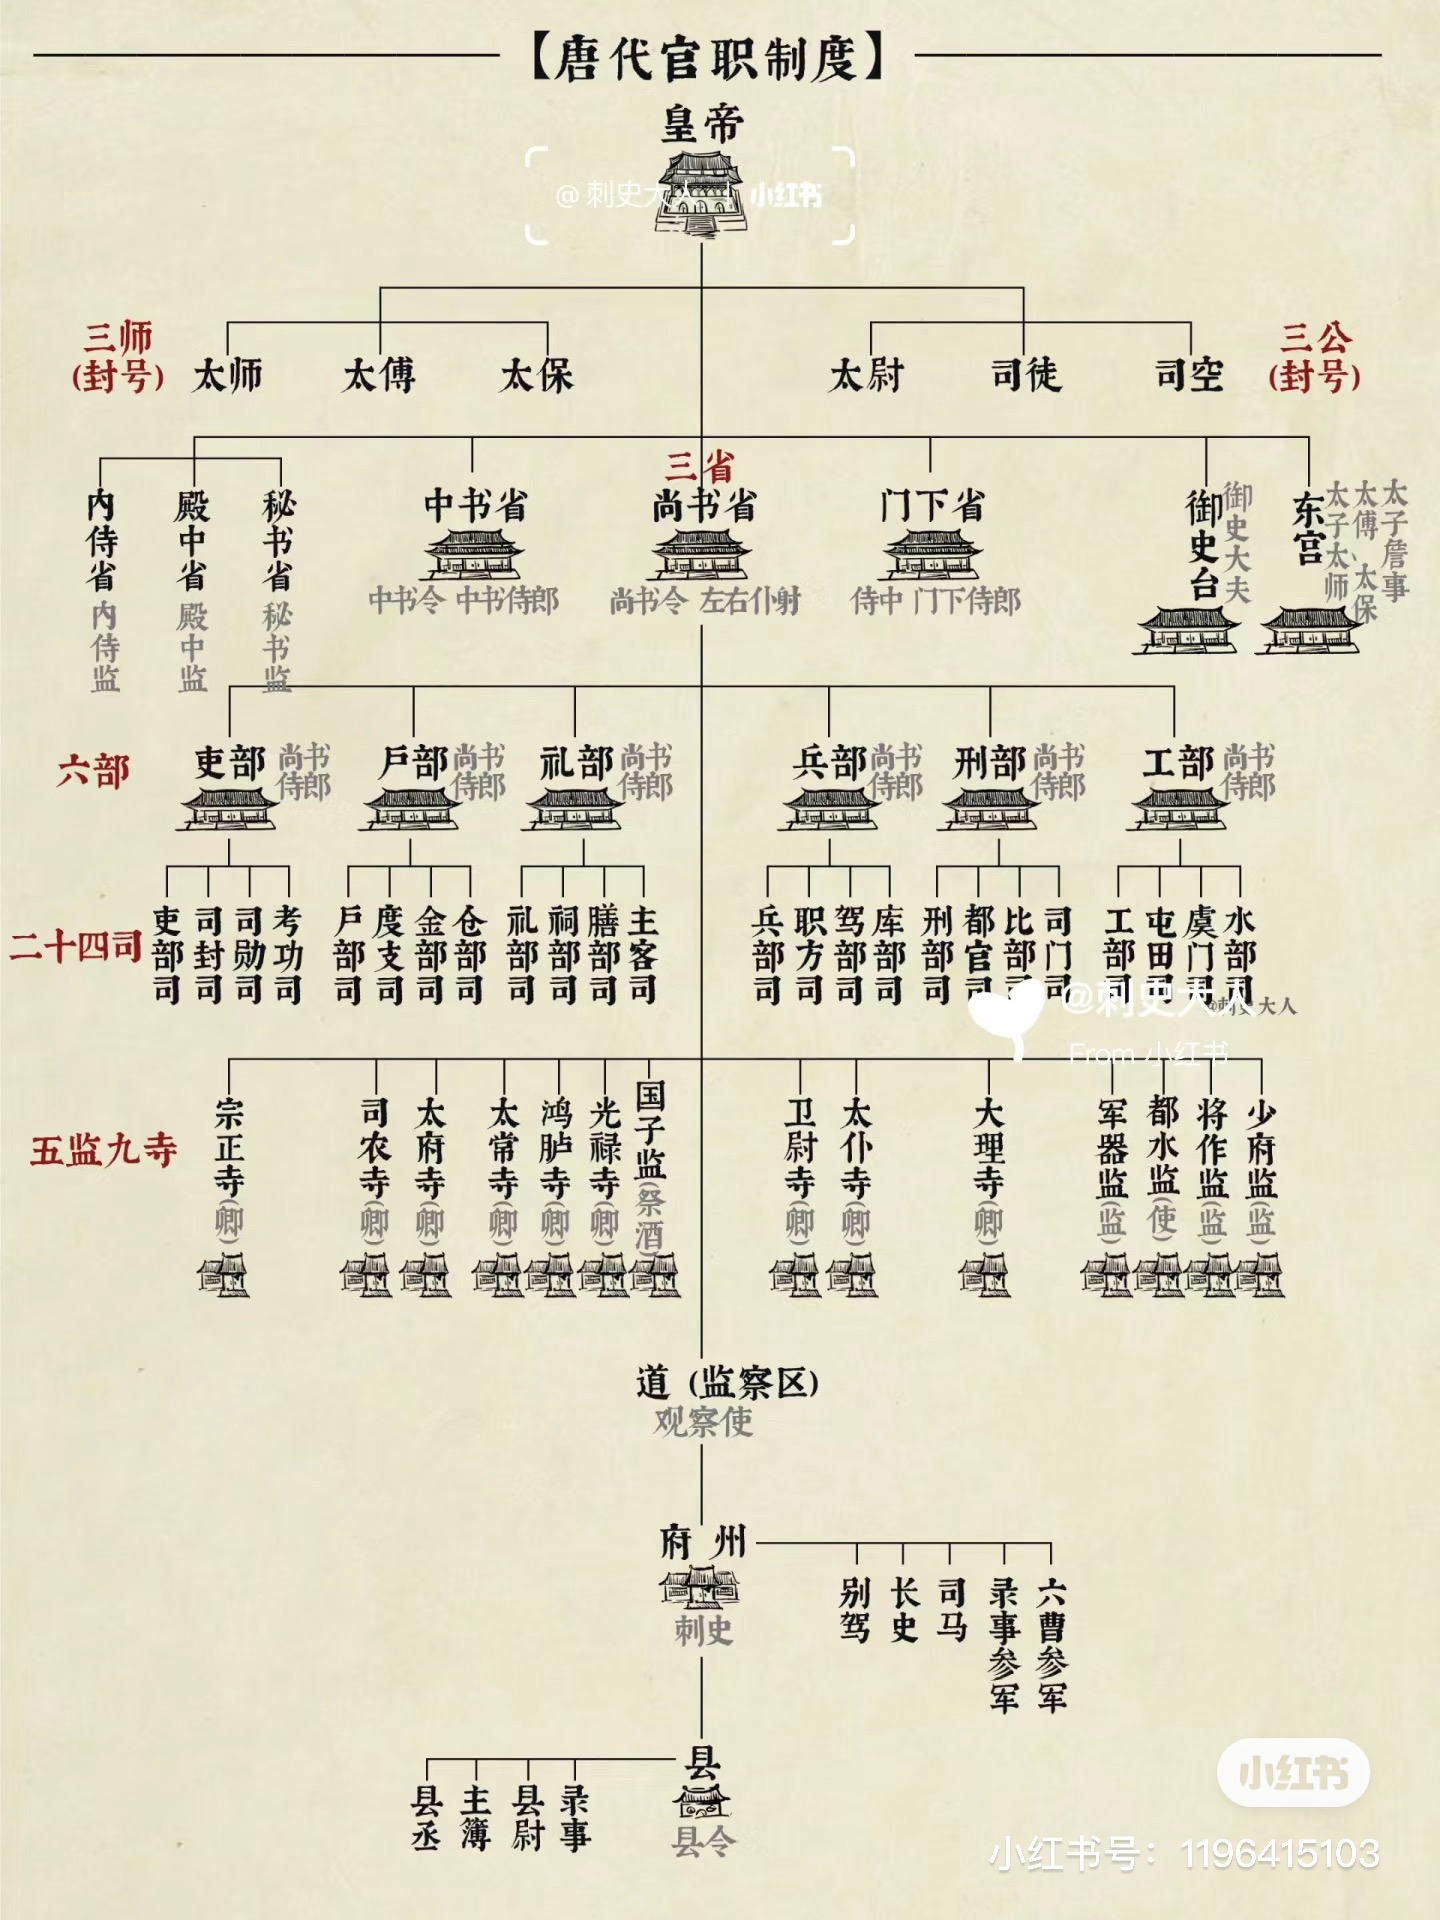 【唐代官职制度】
皇帝
@刺史大人 小红书
三师
(封号)
太师
太傅
太保
太尉
司徒
司空
三公
(封号)
三省
内侍省 内侍监
殿中省 殿中监
秘书省 秘书监
中书省
中书令 中书侍郎
尚书省
尚书令 左右仆射
门下省
侍中 门下侍郎
御史台
御史大夫
东宫
太子太师
太傅、太保
太子詹事
六部
吏部
尚书
侍郎
户部
尚书
侍郎
礼部
尚书
侍郎
兵部
尚书
侍郎
刑部
尚书
侍郎
工部
尚书
侍郎
二十四司
吏部司
司封司
司勋司
考功司
户部司
度支司
金部司
仓部司
礼部司
祠部司
膳部司
主客司
兵部司
职方司
驾部司
库部司
刑部司
都官司
比部司
司门司
工部司
屯田司
虞门司
水部司
@刺史大人
@刺史大人
From 小红书
五监九寺
宗正寺(卿)
司农寺(卿)
太府寺(卿)
太常寺(卿)
鸿胪寺(卿)
光禄寺(卿)
国子监(祭酒)
卫尉寺(卿)
太仆寺(卿)
大理寺(卿)
军器监(监)
都水监(使)
将作监(监)
少府监(监)
道(监察区)
观察使
府 州
刺史
别驾
长史
司马
录事参军
六曹参军
县
县令
县丞
主簿
县尉
录事
小红书
小红书号：1196415103